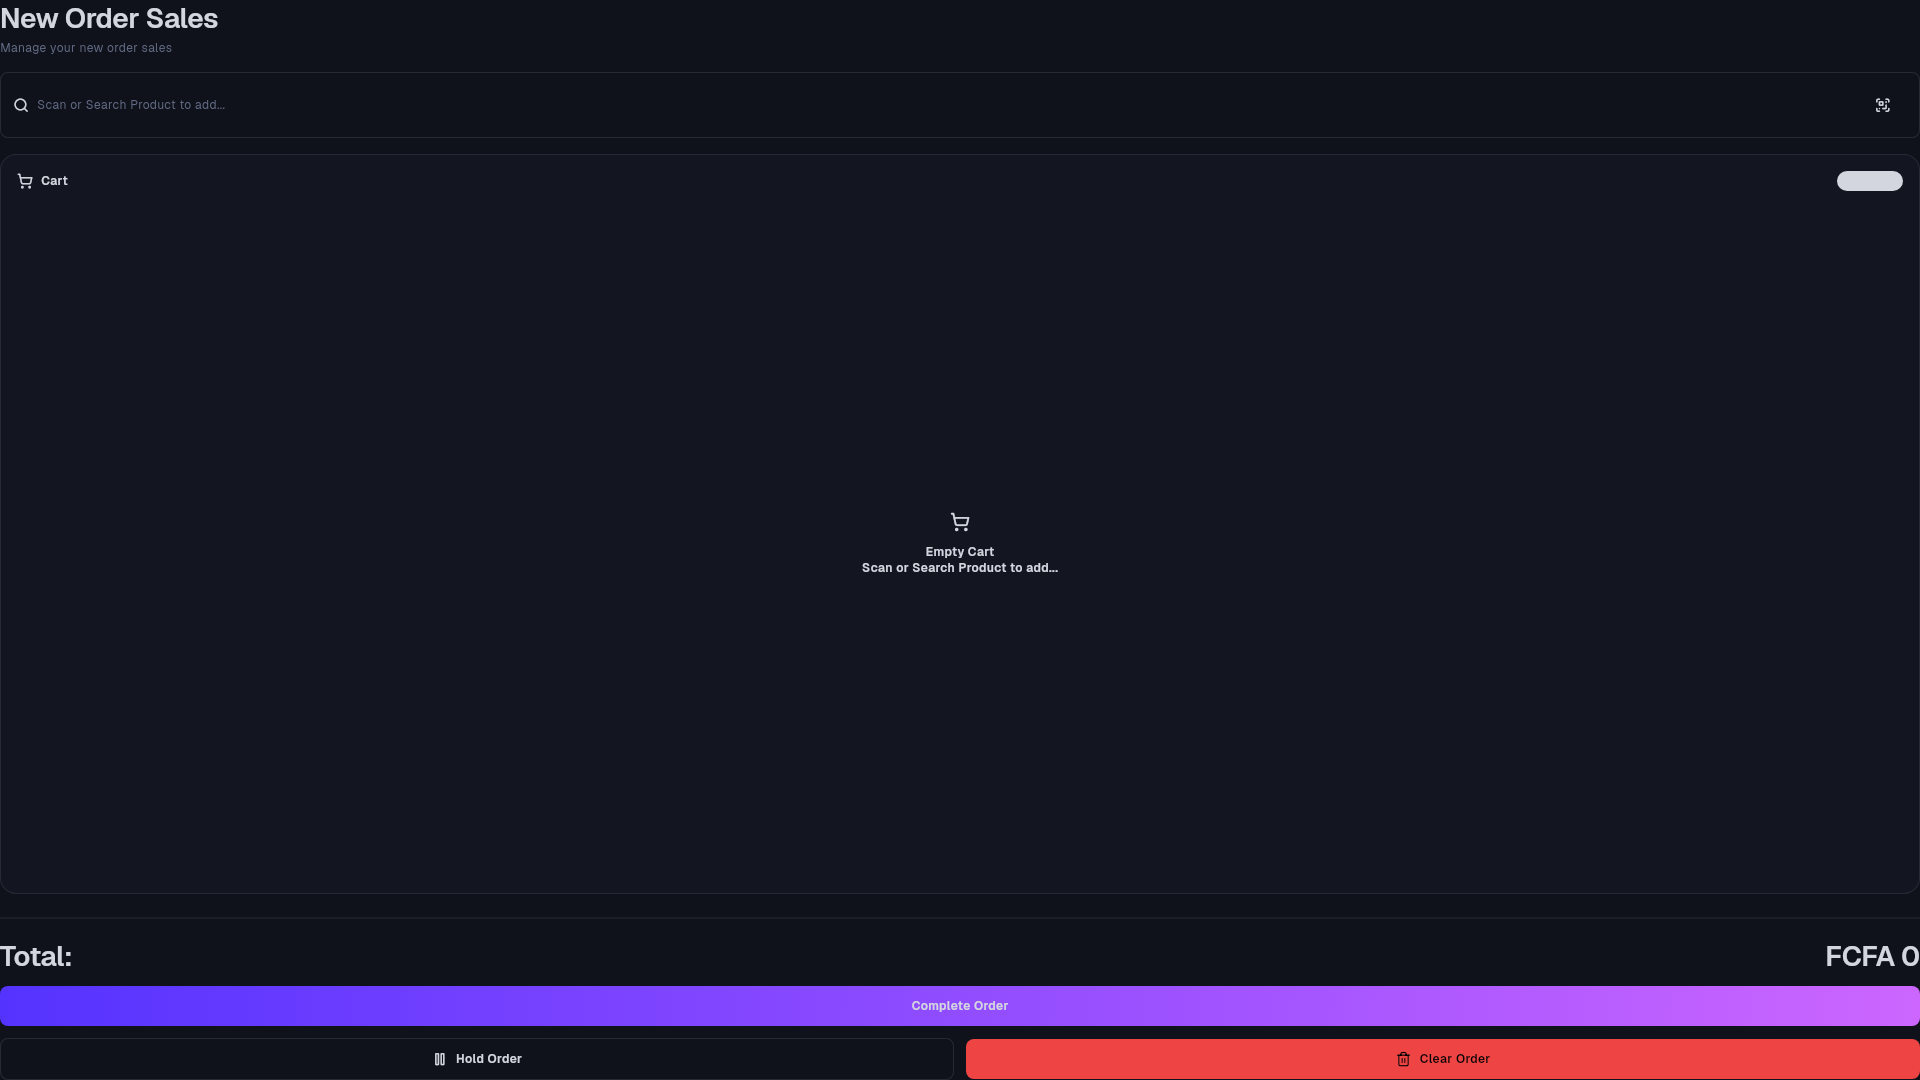 New Order Sales
Manage your new order sales
Scan or Search Product to add...
Cart
Empty Cart
Scan or Search Product to add...
Total:
FCFA 0
Complete Order
Hold Order
Clear Order